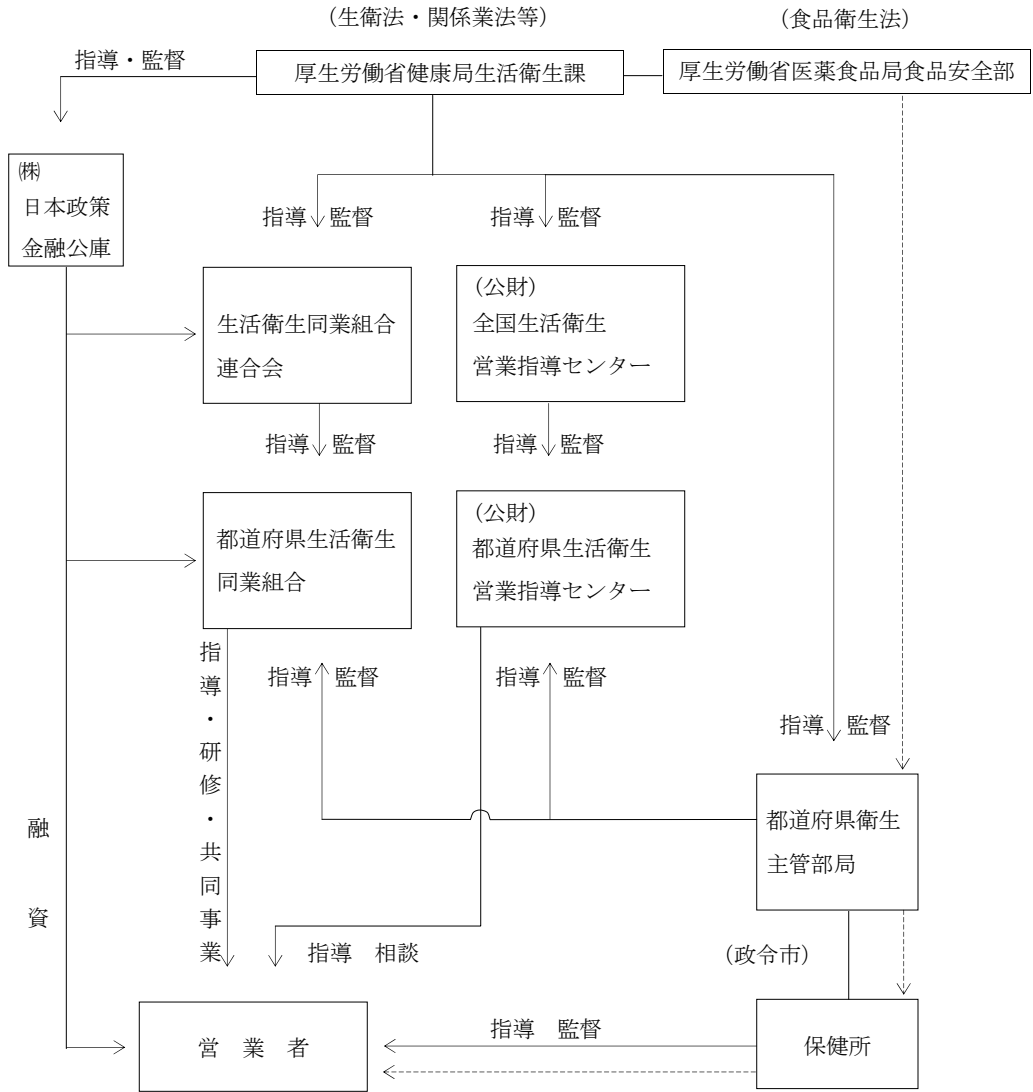 (生衛法・関係業法等)
(食品衛生法)
指導・監督
厚生労働省健康局生活衛生課
厚生労働省医薬食品局食品安全部
㈱
日本政策
金融公庫
指導 監督
指導 監督
生活衛生同業組合
連合会
(公財)
全国生活衛生
営業指導センター
指導 監督
指導 監督
都道府県生活衛生
同業組合
(公財)
都道府県生活衛生
営業指導センター
指導・研修・共同事業
指導 監督
指導 監督
指導 監督
融資
都道府県衛生
主管部局
指導 相談
(政令市)
営業者
指導 監督
保健所